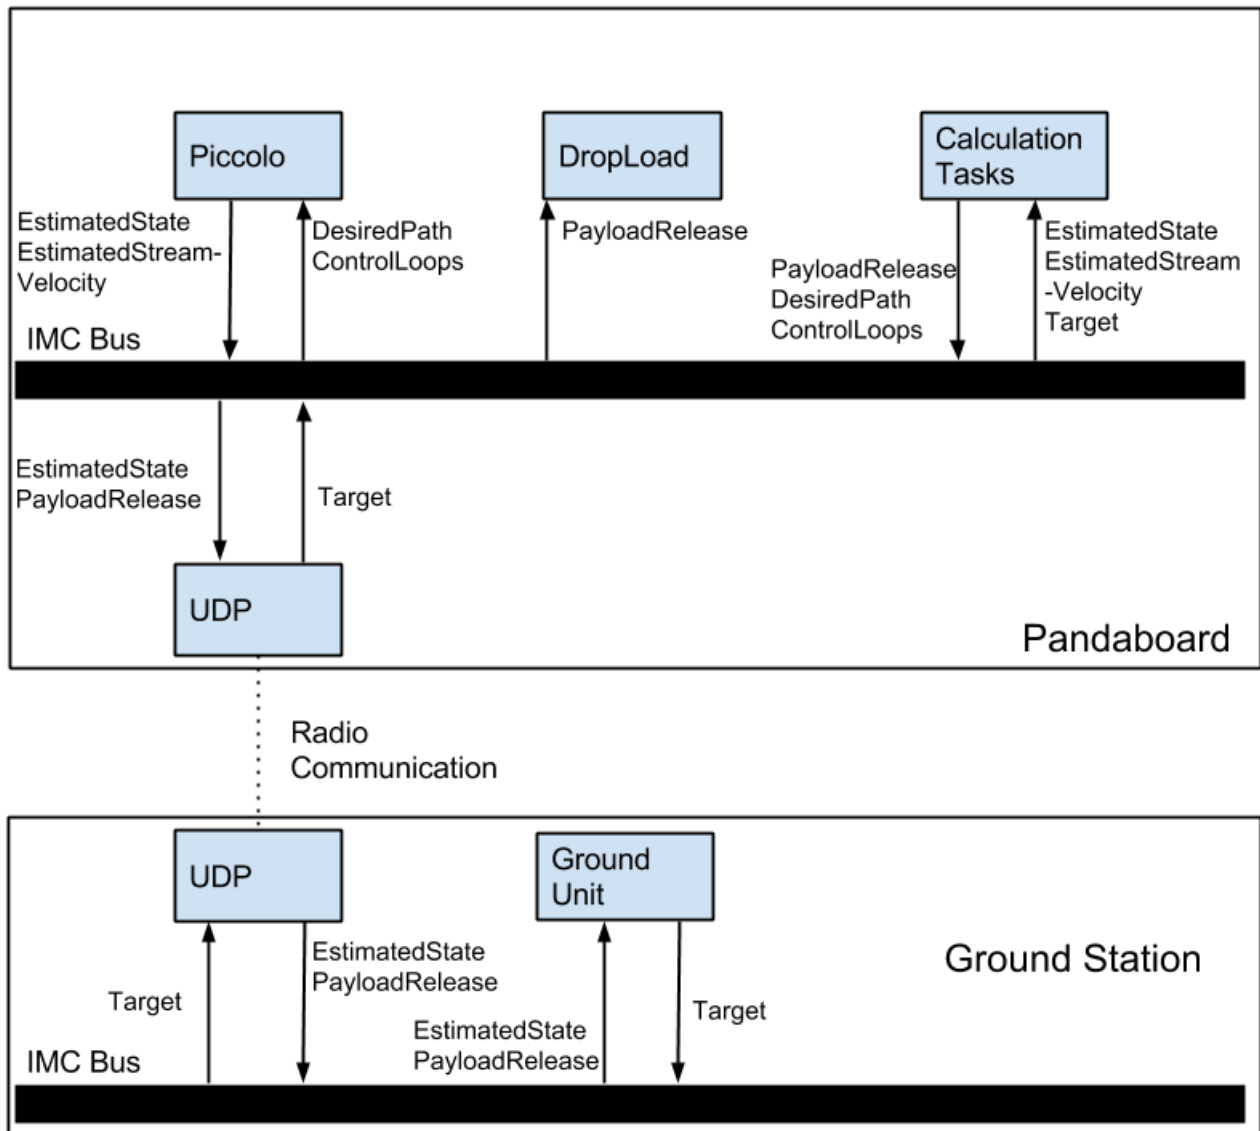 Piccolo
DropLoad
Calculation
Tasks
EstimatedState
EstimatedStream-
Velocity
DesiredPath
ControlLoops
PayloadRelease
PayloadRelease
DesiredPath
ControlLoops
EstimatedState
EstimatedStream
-Velocity
Target
IMC Bus
EstimatedState
PayloadRelease
Target
UDP
Pandaboard
Radio
Communication
UDP
Ground
Unit
EstimatedState
PayloadRelease
Ground Station
Target
EstimatedState
PayloadRelease
Target
IMC Bus